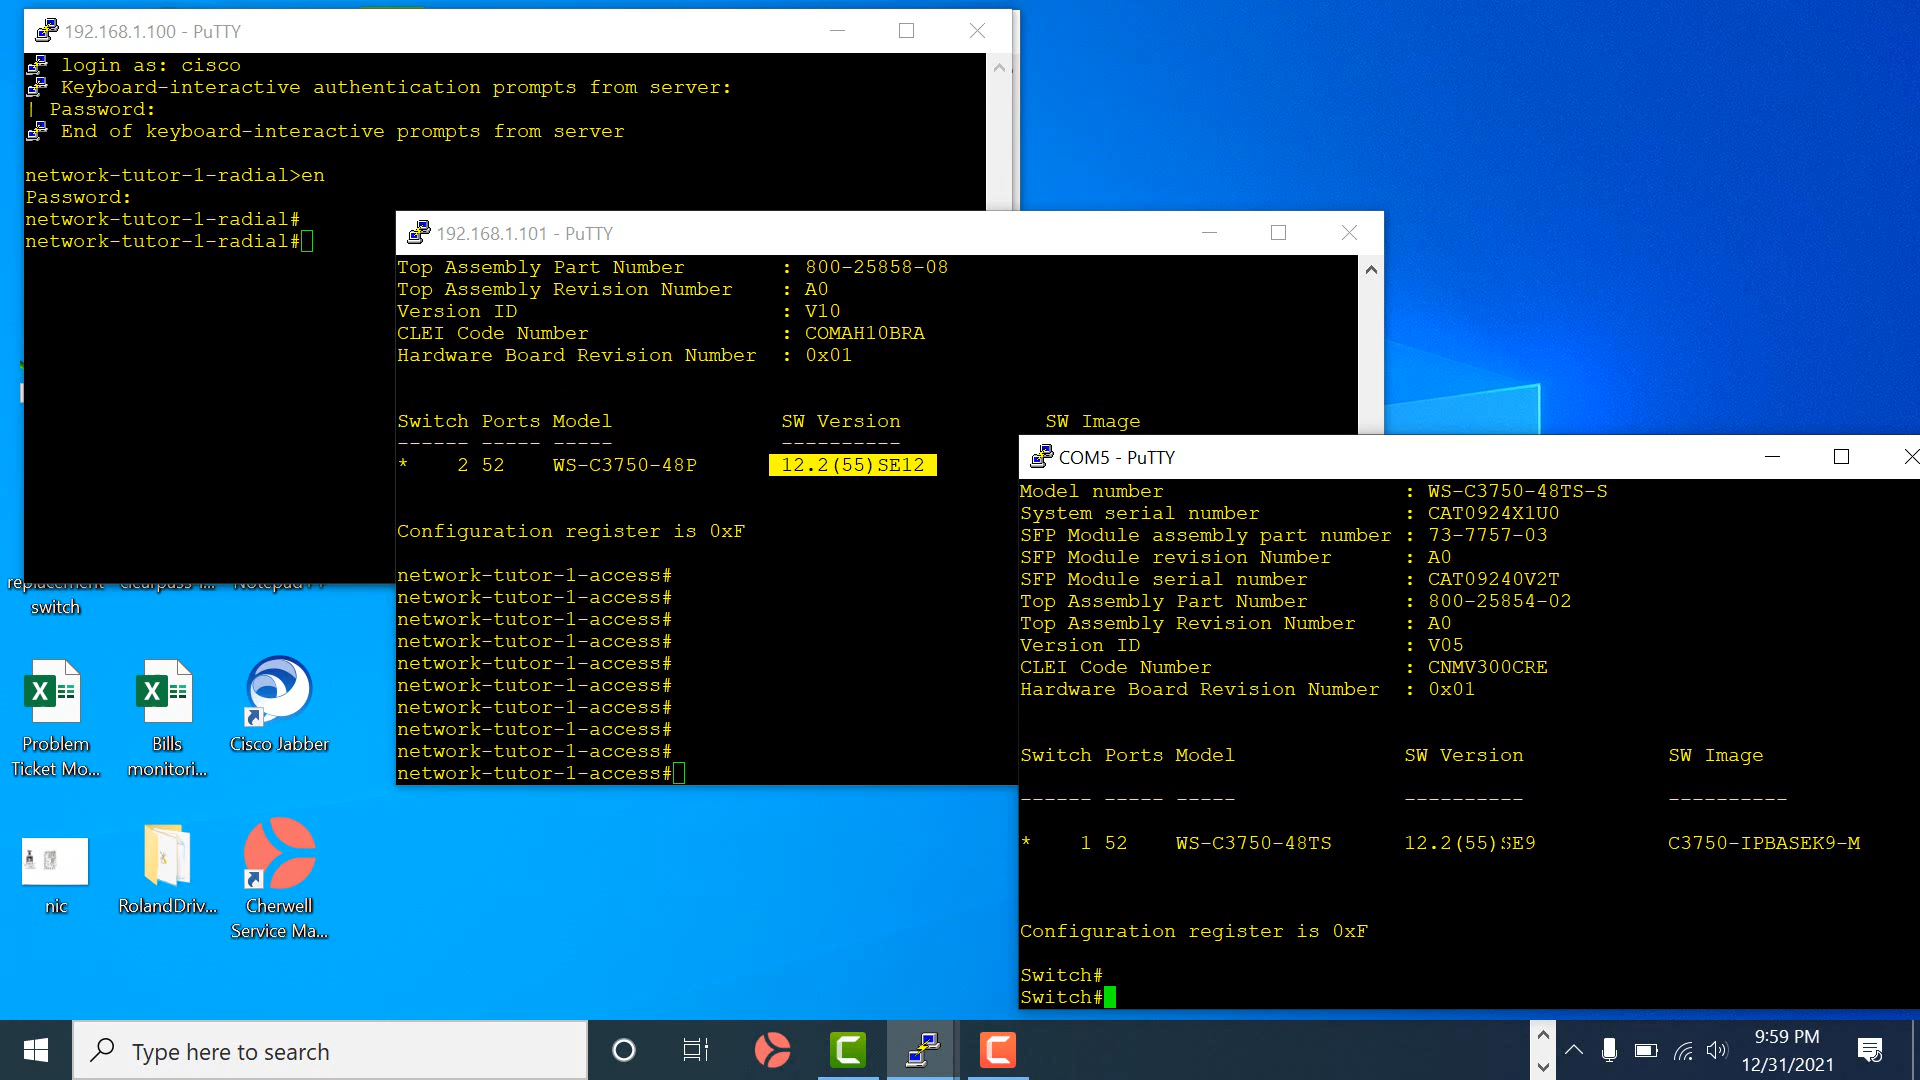 192.168.1.100 - PuTTY
login as: cisco
Keyboard-interactive authentication prompts from server:
| Password:
End of keyboard-interactive prompts from server
network-tutor-1-radial>en
Password:
network-tutor-1-radial#
network-tutor-1-radial#
192.168.1.101 - PuTTY
Top Assembly Part Number : 800-25858-08
Top Assembly Revision Number : A0
Version ID : V10
CLEI Code Number : COMAH10BRA
Hardware Board Revision Number : 0x01
Switch Ports Model SW Version SW Image
------ ----- ----- ----------
* 2 52 WS-C3750-48P 12.2(55)SE12
Configuration register is 0xF
network-tutor-1-access#
network-tutor-1-access#
network-tutor-1-access#
network-tutor-1-access#
network-tutor-1-access#
network-tutor-1-access#
network-tutor-1-access#
network-tutor-1-access#
network-tutor-1-access#
network-tutor-1-access#
COM5 - PuTTY
Model number : WS-C3750-48TS-S
System serial number : CAT0924X1U0
SFP Module assembly part number : 73-7757-03
SFP Module revision Number : A0
SFP Module serial number : CAT09240V2T
Top Assembly Part Number : 800-25854-02
Top Assembly Revision Number : A0
Version ID : V05
CLEI Code Number : CNMV300CRE
Hardware Board Revision Number : 0x01
Switch Ports Model SW Version SW Image
------ ----- ----- ---------- ----------
* 1 52 WS-C3750-48TS 12.2(55)SE9 C3750-IPBASEK9-M
Configuration register is 0xF
Switch#
Switch#
replacement
switch
Problem
Ticket Mo...
Bills
monitori...
Cisco Jabber
nic
RolandDriv...
Cherwell
Service Ma...
Type here to search
9:59 PM
12/31/2021